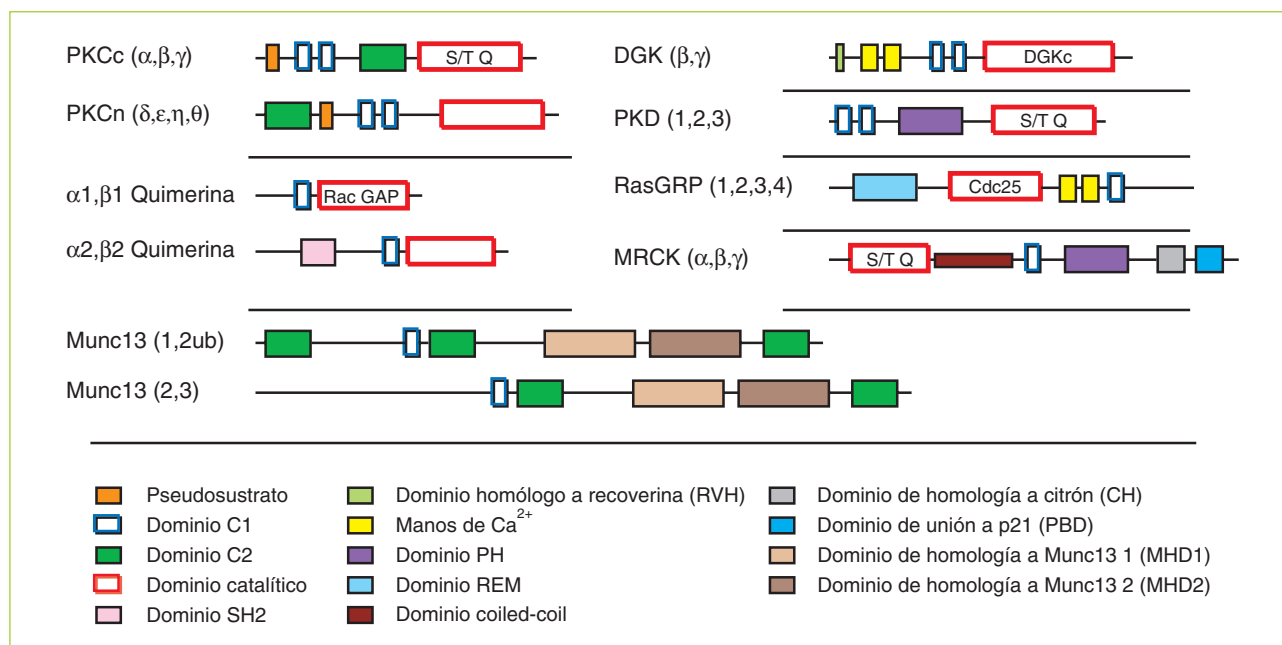 PKCc (α,β,γ)
S/T Q
PKCn (δ,ε,η,θ)
α1,β1 Quimerina
Rac GAP
α2,β2 Quimerina
DGK (β,γ)
DGKc
PKD (1,2,3)
S/T Q
RasGRP (1,2,3,4)
Cdc25
MRCK (α,β,γ)
S/T Q
Munc13 (1,2ub)
Munc13 (2,3)
Pseudosustrato
Dominio C1
Dominio C2
Dominio catalítico
Dominio SH2
Dominio homólogo a recoverina (RVH)
Manos de Ca²⁺
Dominio PH
Dominio REM
Dominio coiled-coil
Dominio de homología a citrón (CH)
Dominio de unión a p21 (PBD)
Dominio de homología a Munc13 1 (MHD1)
Dominio de homología a Munc13 2 (MHD2)